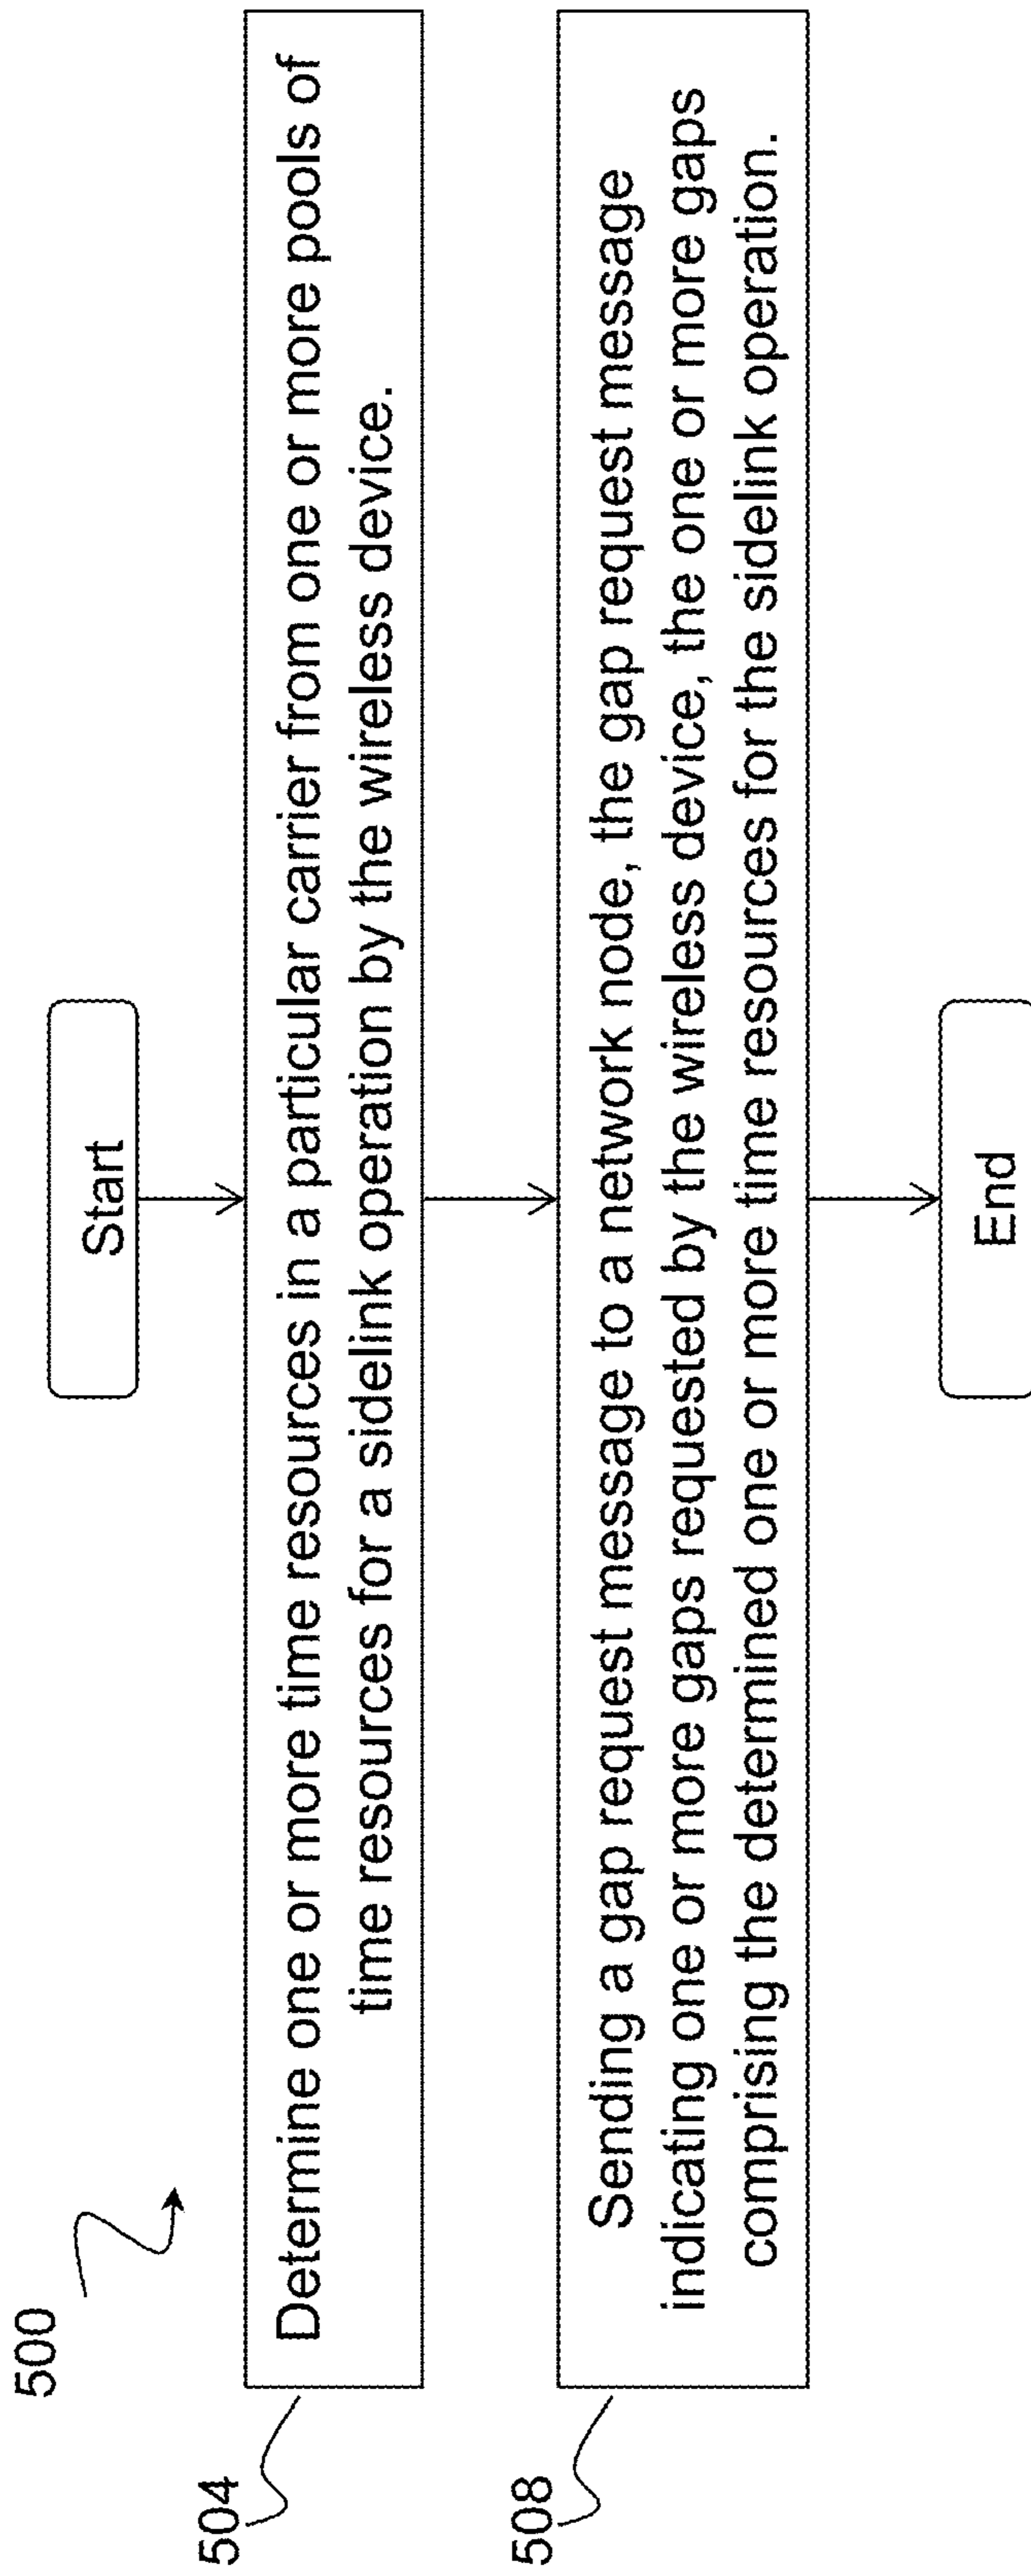 500
Start
504
Determine one or more time resources in a particular carrier from one or more pools of
time resources for a sidelink operation by the wireless device.
508
Sending a gap request message to a network node, the gap request message
indicating one or more gaps requested by the wireless device, the one or more gaps
comprising the determined one or more time resources for the sidelink operation.
End